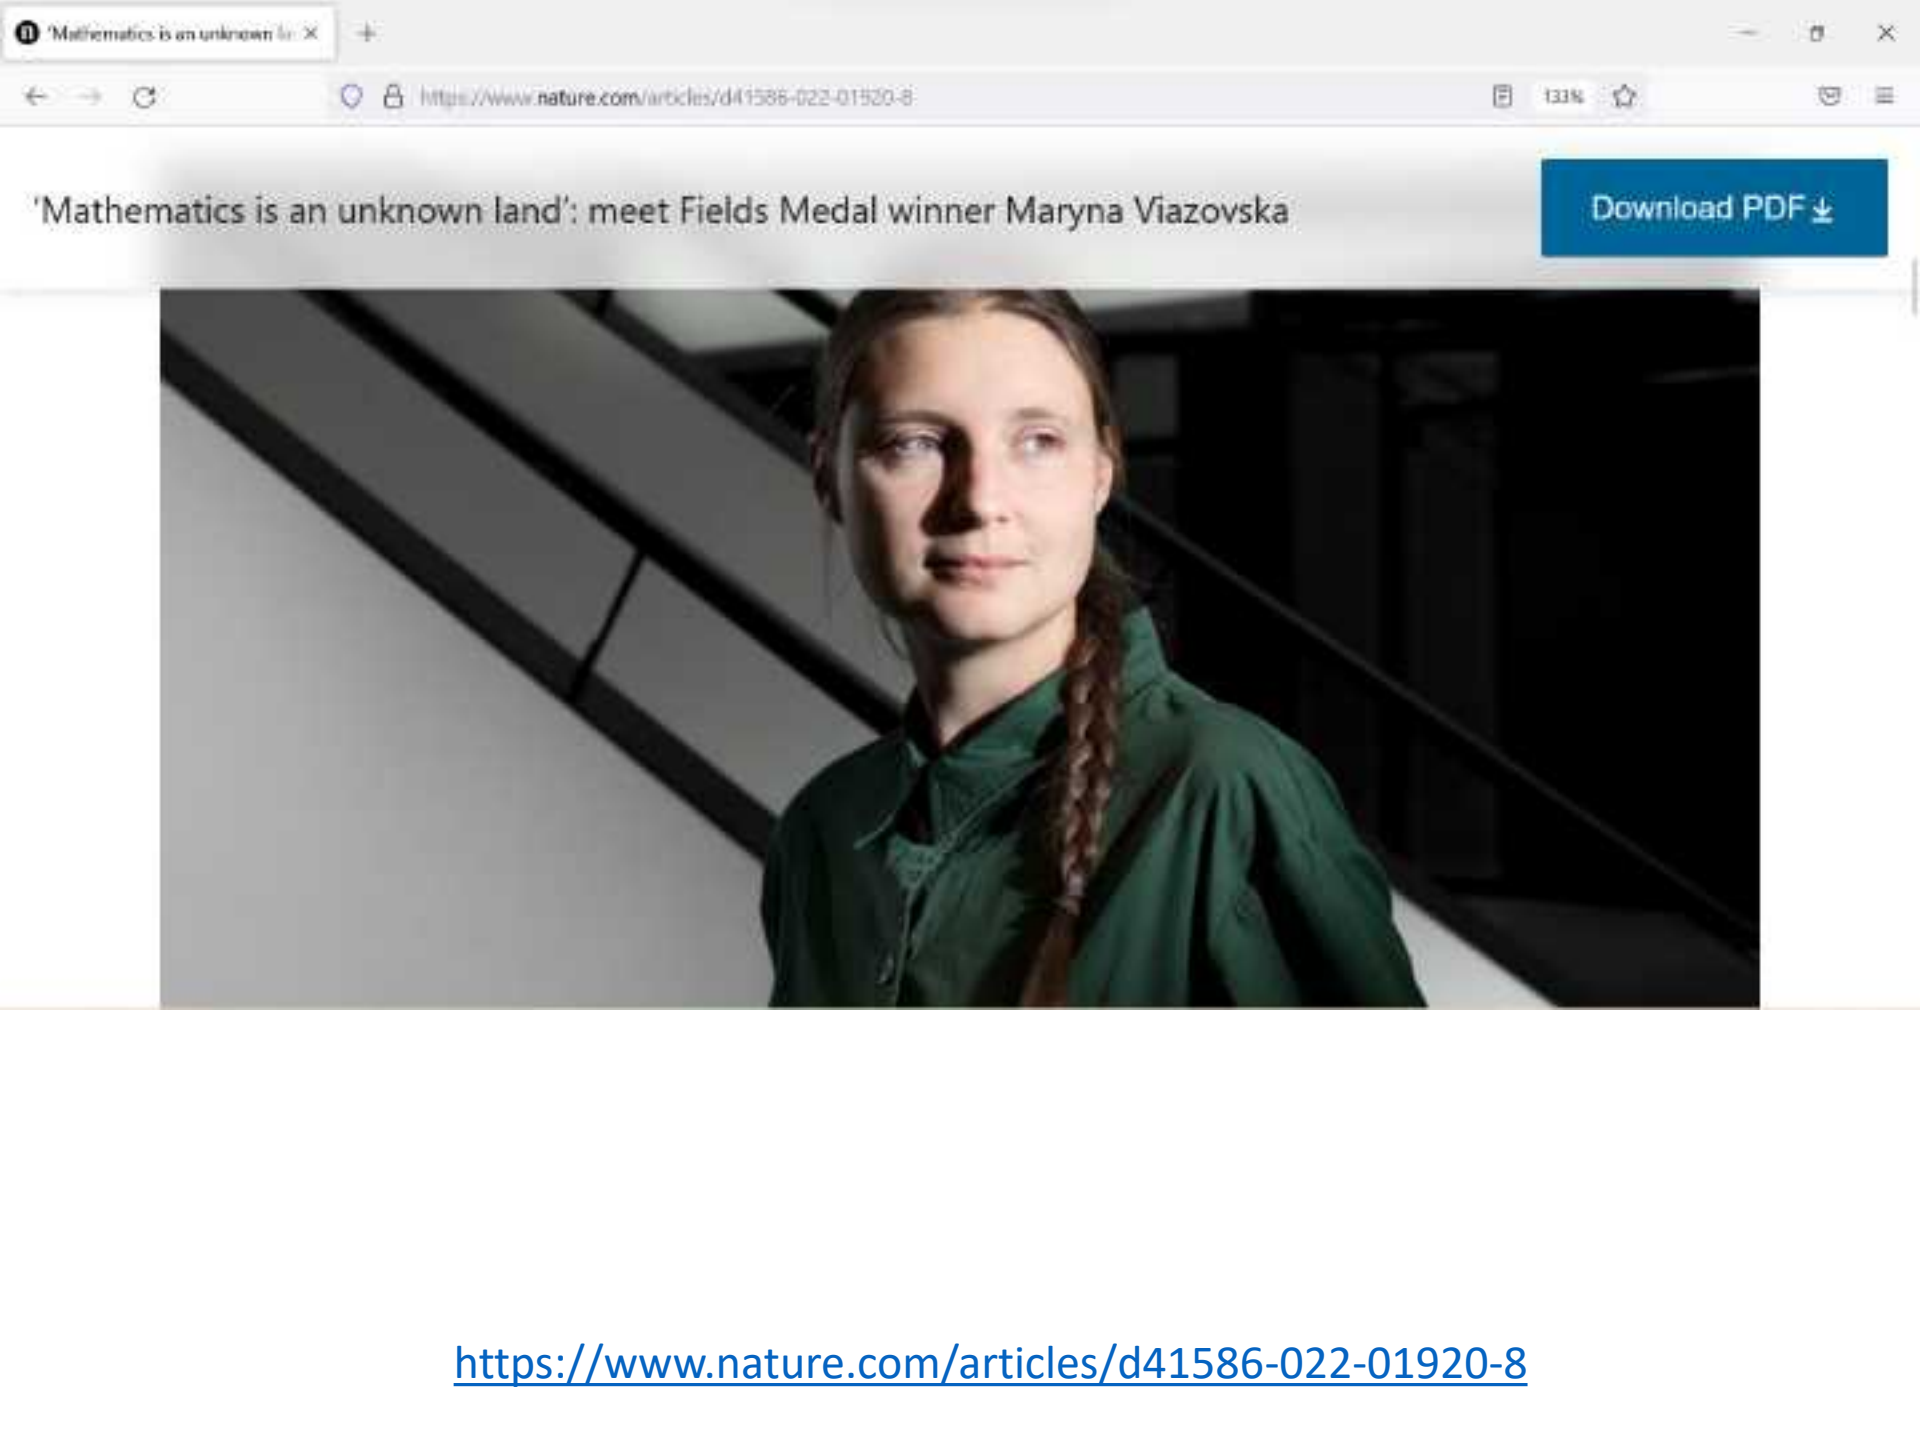 'Mathematics is an unknown la
https://www.nature.com/articles/d41586-022-01920-8
133%
‘Mathematics is an unknown land’: meet Fields Medal winner Maryna Viazovska
Download PDF
https://www.nature.com/articles/d41586-022-01920-8